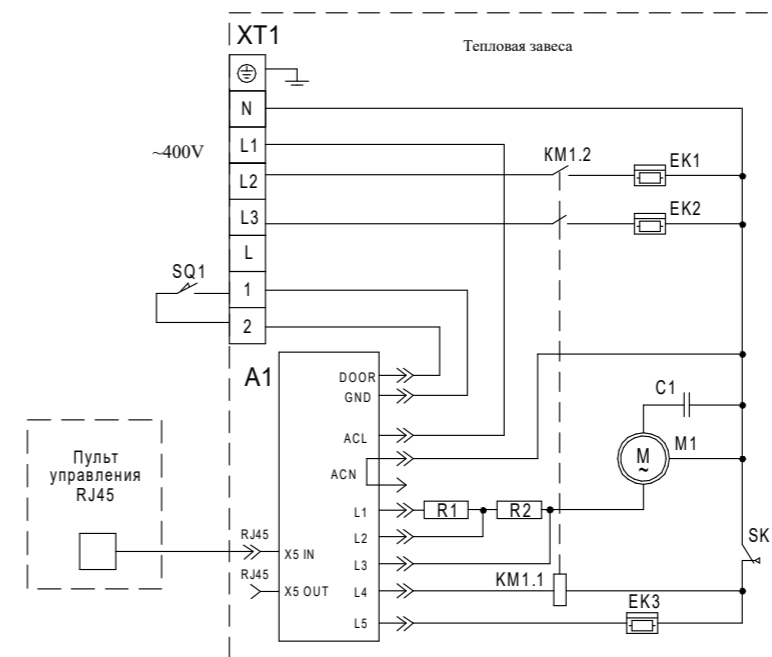 XT1
Тепловая завеса
N
L1
~400V
L2
L3
L
1
2
KM1.2
EK1
EK2
SQ1
A1
DOOR
GND
ACL
ACN
L1
L2
L3
L4
L5
X5 IN
X5 OUT
RJ45
RJ45
Пульт
управления
RJ45
R1
R2
C1
M
~
M1
SK
KM1.1
EK3